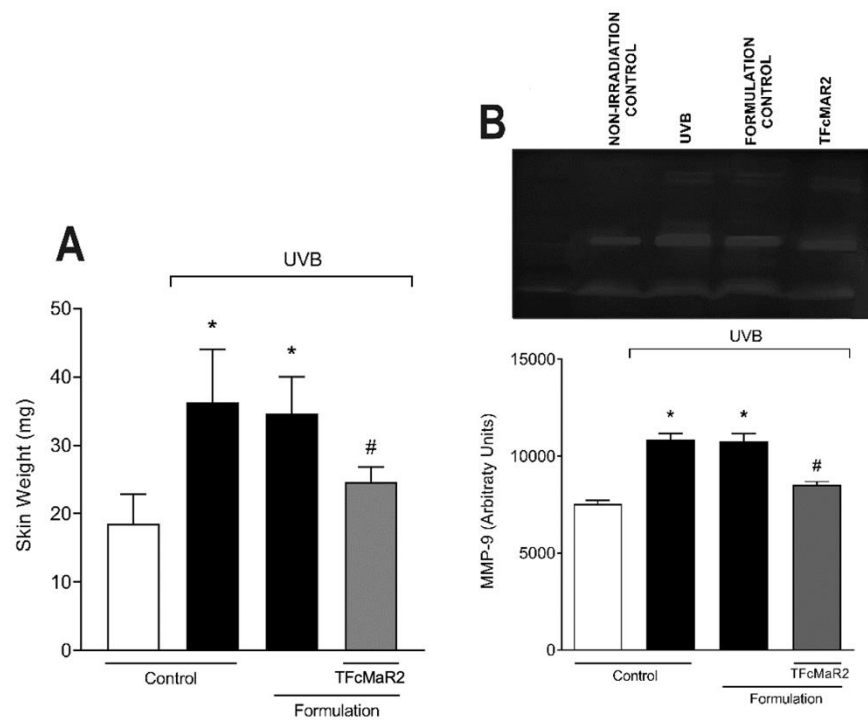 A
UVB
Skin Weight (mg)
50
40
30
20
10
0
*
*
#
Control
TFcMaR2
Formulation
B
NON-IRRADIATION
CONTROL
UVB
FORMULATION
CONTROL
TFcMAR2
UVB
MMP-9 (Arbitraty Units)
15000
10000
5000
0
*
*
#
Control
TFcMaR2
Formulation